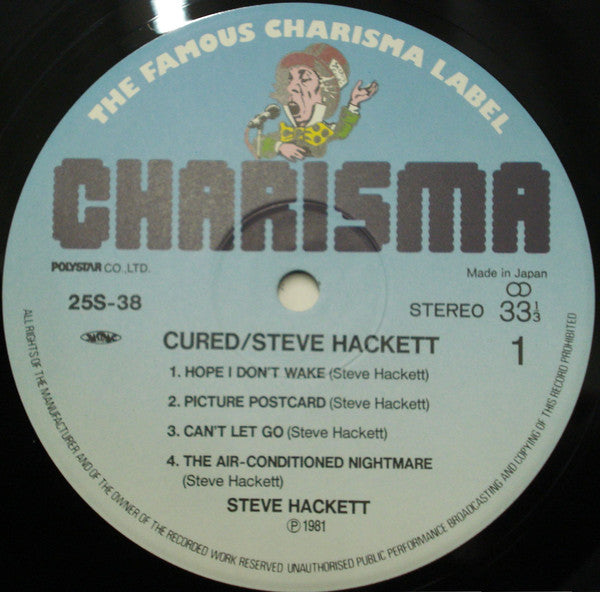 THE FAMOUS CHARISMA LABEL
CHARISMA
POLYSTAR CO., LTD.
Made in Japan
25S-38
STEREO 33 1/3
CURED/STEVE HACKETT
1
1. HOPE I DON'T WAKE (Steve Hackett)
2. PICTURE POSTCARD (Steve Hackett)
3. CAN'T LET GO (Steve Hackett)
4. THE AIR-CONDITIONED NIGHTMARE
(Steve Hackett)
STEVE HACKETT
Ⓟ 1981
ALL RIGHTS OF THE MANUFACTURER AND OF THE OWNER OF THE RECORDED WORK RESERVED UNAUTHORISED PUBLIC PERFORMANCE BROADCASTING AND COPYING OF THIS RECORD PROHIBITED